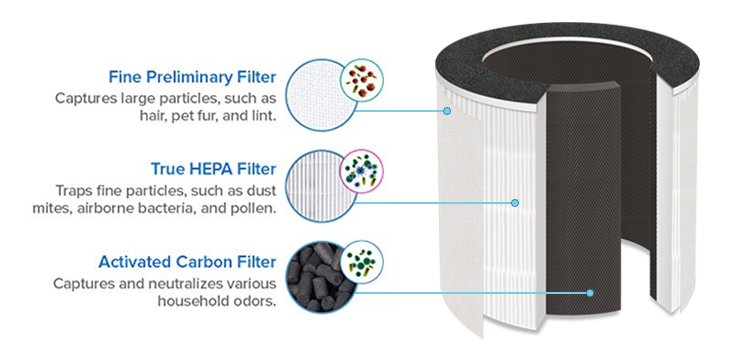 Fine Preliminary Filter
Captures large particles, such as
hair, pet fur, and lint.
True HEPA Filter
Traps fine particles, such as dust
mites, airborne bacteria, and pollen.
Activated Carbon Filter
Captures and neutralizes various
household odors.